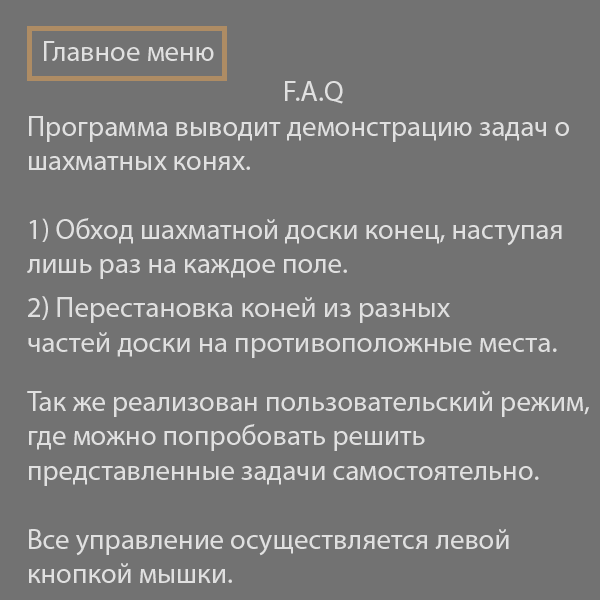 Главное меню
F.A.Q
Программа выводит демонстрацию задач о
шахматных конях.
1) Обход шахматной доски конец, наступая
лишь раз на каждое поле.
2) Перестановка коней из разных
частей доски на противоположные места.
Так же реализован пользовательский режим,
где можно попробовать решить
представленные задачи самостоятельно.
Все управление осуществляется левой
кнопкой мышки.